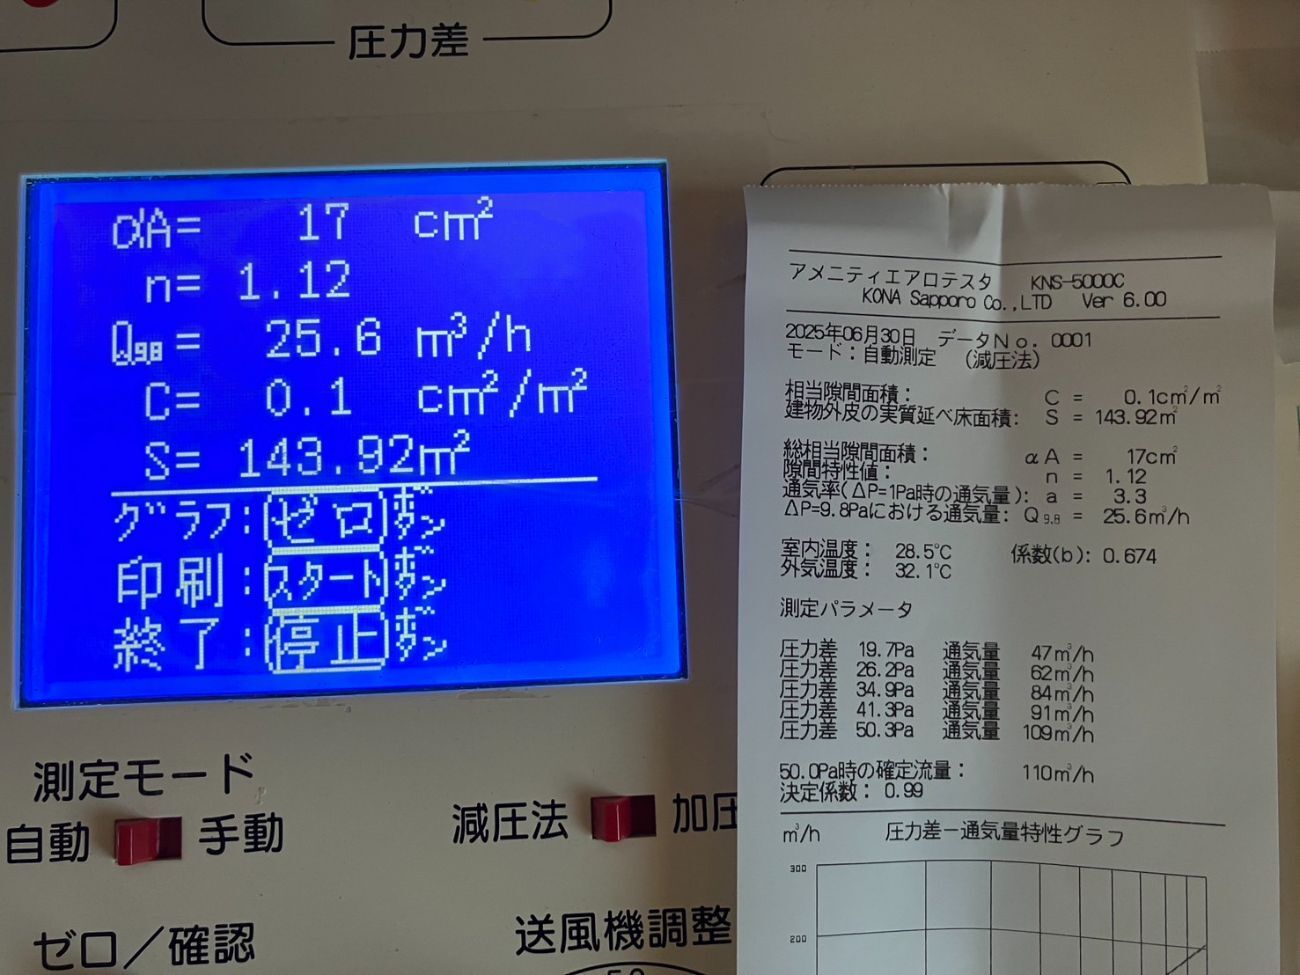 圧力差
αA= 17 cm²
n= 1.12
Q9.8= 25.6 m³/h
C= 0.1 cm²/m²
S= 143.92m²
グラフ:ゼロボタン
印刷:スタートボタン
終了:停止ボタン
測定モード
自動 手動
減圧法 加圧
ゼロ／確認
送風機調整
50
アメニティエアロテスタ KNS-5000C
KONA Sapporo Co.,LTD Ver 6.00
2025年06月30日 データNo. 0001
モード：自動測定 （減圧法）
相当隙間面積： C = 0.1cm²/m²
建物外皮の実質延べ床面積: S = 143.92m²
総相当隙間面積： αA = 17cm²
隙間特性値： n = 1.12
通気率(ΔP=1Pa時の通気量): a = 3.3
ΔP=9.8Paにおける通気量: Q9.8 = 25.6m³/h
室内温度： 28.5℃ 係数(b): 0.674
外気温度： 32.1℃
測定パラメータ
圧力差 19.7Pa 通気量 47m³/h
圧力差 26.2Pa 通気量 62m³/h
圧力差 34.9Pa 通気量 84m³/h
圧力差 41.3Pa 通気量 91m³/h
圧力差 50.3Pa 通気量 109m³/h
50.0Pa時の確定流量： 110m³/h
決定係数： 0.99
m³/h 圧力差－通気量特性グラフ
300
200